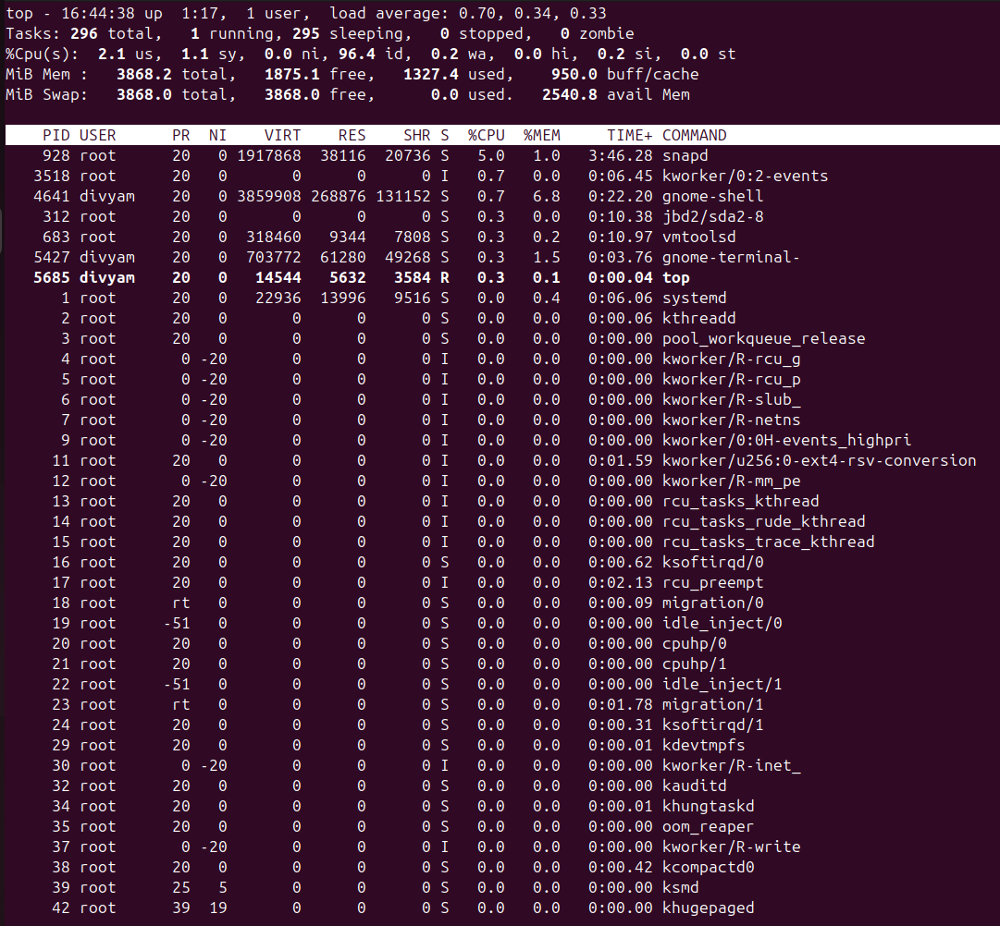 top - 16:44:38 up  1:17,  1 user,  load average: 0.70, 0.34, 0.33
Tasks: 296 total,   1 running, 295 sleeping,   0 stopped,   0 zombie
%Cpu(s):  2.1 us,  1.1 sy,  0.0 ni, 96.4 id,  0.2 wa,  0.0 hi,  0.2 si,  0.0 st
MiB Mem :   3868.2 total,   1875.1 free,   1327.4 used,    950.0 buff/cache
MiB Swap:   3868.0 total,   3868.0 free,      0.0 used.   2540.8 avail Mem
    PID USER      PR  NI    VIRT    RES    SHR S  %CPU  %MEM     TIME+ COMMAND
    928 root      20   0 1917868  38116  20736 S   5.0   1.0   3:46.28 snapd
   3518 root      20   0       0      0      0 I   0.7   0.0   0:06.45 kworker/0:2-events
   4641 divyam    20   0 3859908 268876 131152 S   0.7   6.8   0:22.20 gnome-shell
    312 root      20   0       0      0      0 S   0.3   0.0   0:10.38 jbd2/sda2-8
    683 root      20   0  318460   9344   7808 S   0.3   0.2   0:10.97 vmtoolsd
   5427 divyam    20   0  703772  61280  49268 S   0.3   1.5   0:03.76 gnome-terminal-
   5685 divyam    20   0   14544   5632   3584 R   0.3   0.1   0:00.04 top
      1 root      20   0   22936  13996   9516 S   0.0   0.4   0:06.06 systemd
      2 root      20   0       0      0      0 S   0.0   0.0   0:00.06 kthreadd
      3 root      20   0       0      0      0 S   0.0   0.0   0:00.00 pool_workqueue_release
      4 root       0 -20       0      0      0 I   0.0   0.0   0:00.00 kworker/R-rcu_g
      5 root       0 -20       0      0      0 I   0.0   0.0   0:00.00 kworker/R-rcu_p
      6 root       0 -20       0      0      0 I   0.0   0.0   0:00.00 kworker/R-slub_
      7 root       0 -20       0      0      0 I   0.0   0.0   0:00.00 kworker/R-netns
      9 root       0 -20       0      0      0 I   0.0   0.0   0:00.00 kworker/0:0H-events_highpri
     11 root      20   0       0      0      0 I   0.0   0.0   0:01.59 kworker/u256:0-ext4-rsv-conversion
     12 root       0 -20       0      0      0 I   0.0   0.0   0:00.00 kworker/R-mm_pe
     13 root      20   0       0      0      0 I   0.0   0.0   0:00.00 rcu_tasks_kthread
     14 root      20   0       0      0      0 I   0.0   0.0   0:00.00 rcu_tasks_rude_kthread
     15 root      20   0       0      0      0 I   0.0   0.0   0:00.00 rcu_tasks_trace_kthread
     16 root      20   0       0      0      0 S   0.0   0.0   0:00.62 ksoftirqd/0
     17 root      20   0       0      0      0 I   0.0   0.0   0:02.13 rcu_preempt
     18 root      rt   0       0      0      0 S   0.0   0.0   0:00.09 migration/0
     19 root     -51   0       0      0      0 S   0.0   0.0   0:00.00 idle_inject/0
     20 root      20   0       0      0      0 S   0.0   0.0   0:00.00 cpuhp/0
     21 root      20   0       0      0      0 S   0.0   0.0   0:00.00 cpuhp/1
     22 root     -51   0       0      0      0 S   0.0   0.0   0:00.00 idle_inject/1
     23 root      rt   0       0      0      0 S   0.0   0.0   0:01.78 migration/1
     24 root      20   0       0      0      0 S   0.0   0.0   0:00.31 ksoftirqd/1
     29 root      20   0       0      0      0 S   0.0   0.0   0:00.01 kdevtmpfs
     30 root       0 -20       0      0      0 I   0.0   0.0   0:00.00 kworker/R-inet_
     32 root      20   0       0      0      0 S   0.0   0.0   0:00.00 kauditd
     34 root      20   0       0      0      0 S   0.0   0.0   0:00.01 khungtaskd
     35 root      20   0       0      0      0 S   0.0   0.0   0:00.00 oom_reaper
     37 root       0 -20       0      0      0 I   0.0   0.0   0:00.00 kworker/R-write
     38 root      20   0       0      0      0 S   0.0   0.0   0:00.42 kcompactd0
     39 root      25   5       0      0      0 S   0.0   0.0   0:00.00 ksmd
     42 root      39  19       0      0      0 S   0.0   0.0   0:00.00 khugepaged